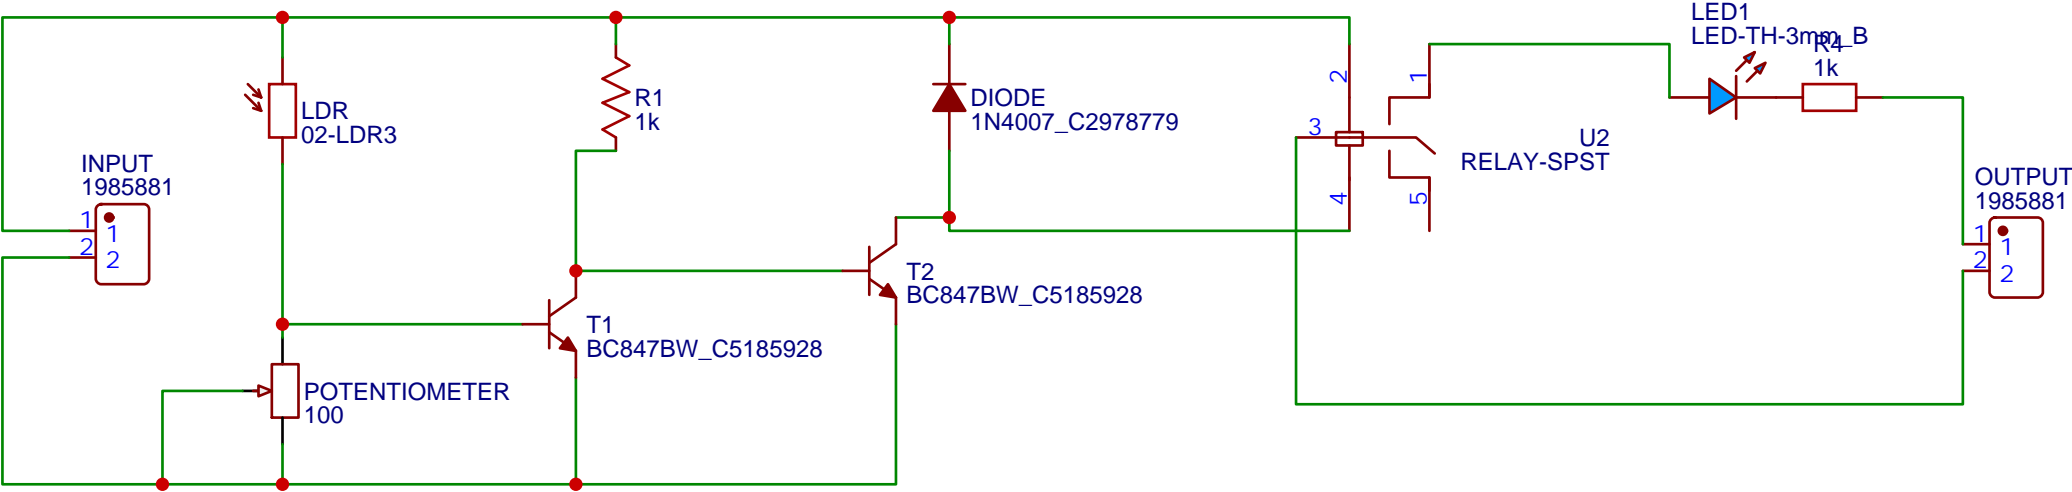 INPUT
1985881
1
2
1
2
LDR
02-LDR3
POTENTIOMETER
100
R1
1k
T1
BC847BW_C5185928
DIODE
1N4007_C2978779
T2
BC847BW_C5185928
2
3
4
1
5
U2
RELAY-SPST
LED1
LED-TH-3mm_B
R4
1k
OUTPUT
1985881
1
2
1
2